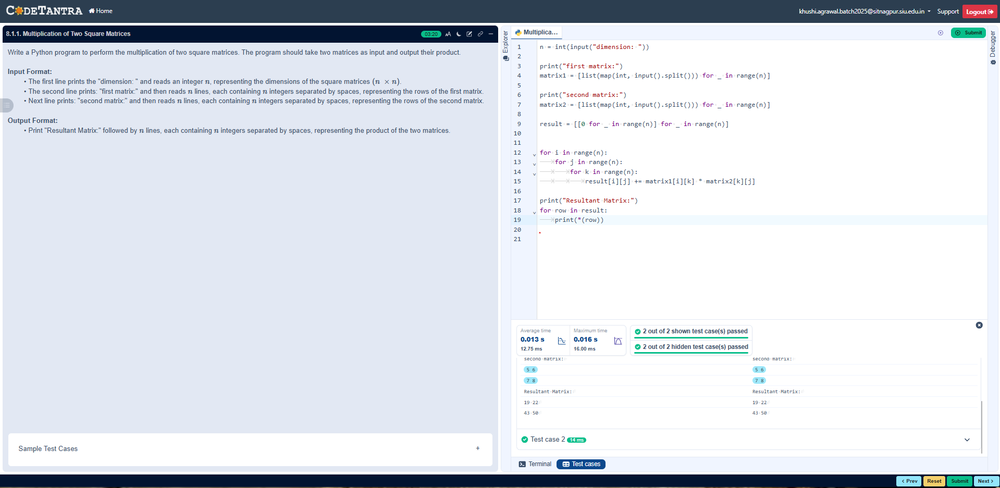 CODETANTRA Home
khushi.agrawal.batch2025@sitnagpur.siu.edu.in Support Logout
8.1.1. Multiplication of Two Square Matrices 03:20
Write a Python program to perform the multiplication of two square matrices. The program should take two matrices as input and output their product.
Input Format:
• The first line prints the "dimension: " and reads an integer n, representing the dimensions of the square matrices (n × n).
• The second line prints: "first matrix:" and then reads n lines, each containing n integers separated by spaces, representing the rows of the first matrix.
• Next line prints: "second matrix:" and then reads n lines, each containing n integers separated by spaces, representing the rows of the second matrix.
Output Format:
• Print "Resultant Matrix:" followed by n lines, each containing n integers separated by spaces, representing the product of the two matrices.
Sample Test Cases +
Explorer
Multiplica...
Submit
Debugger
1 n = int(input("dimension: "))
2
3 print("first matrix:")
4 matrix1 = [list(map(int, input().split())) for _ in range(n)]
5
6 print("second matrix:")
7 matrix2 = [list(map(int, input().split())) for _ in range(n)]
8
9 result = [[0 for _ in range(n)] for _ in range(n)]
10
11
12 for i in range(n):
13 for j in range(n):
14 for k in range(n):
15 result[i][j] += matrix1[i][k] * matrix2[k][j]
16
17 print("Resultant Matrix:")
18 for row in result:
19 print(*(row))
20
21
Average time
0.013 s
12.75 ms
Maximum time
0.016 s
16.00 ms
2 out of 2 shown test case(s) passed
2 out of 2 hidden test case(s) passed
second matrix: second matrix:
5 6 5 6
7 8 7 8
Resultant Matrix: Resultant Matrix:
19 22 19 22
43 50 43 50
Test case 2 14 ms
Terminal Test cases
< Prev Reset Submit Next >